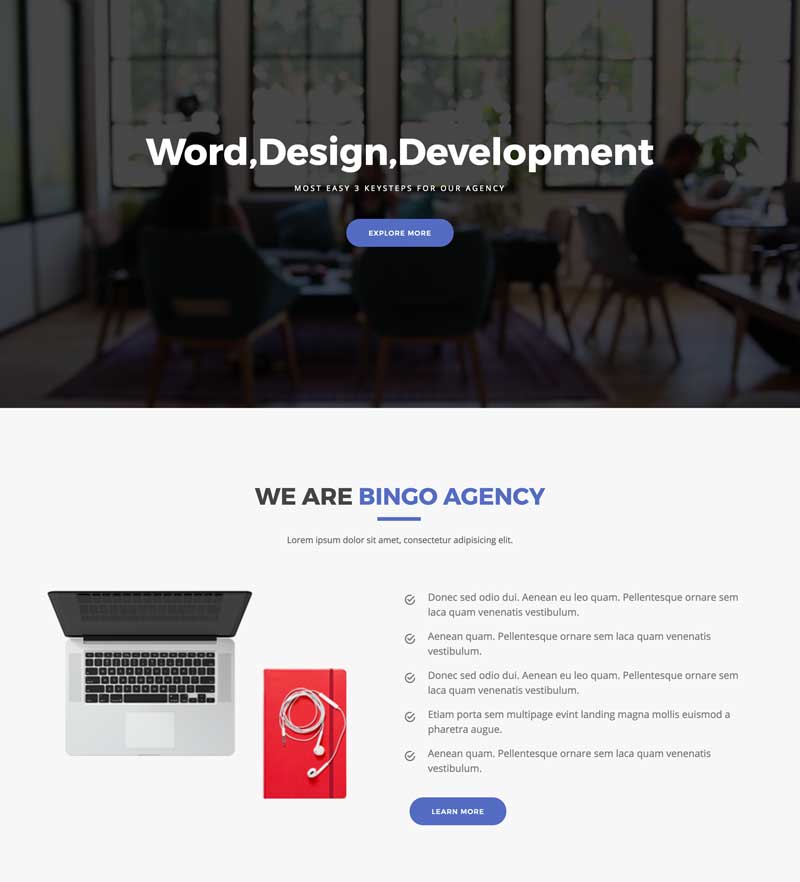 Word,Design,Development
MOST EASY 3 KEYSTEPS FOR OUR AGENCY
EXPLORE MORE
WE ARE BINGO AGENCY
Lorem ipsum dolor sit amet, consectetur adipisicing elit.
Donec sed odio dui. Aenean eu leo quam. Pellentesque ornare sem
laca quam venenatis vestibulum.
Aenean quam. Pellentesque ornare sem laca quam venenatis
vestibulum.
Donec sed odio dui. Aenean eu leo quam. Pellentesque ornare sem
laca quam venenatis vestibulum.
Etiam porta sem multipage evint landing magna mollis euismod a
pharetra augue.
Aenean quam. Pellentesque ornare sem laca quam venenatis
vestibulum.
LEARN MORE